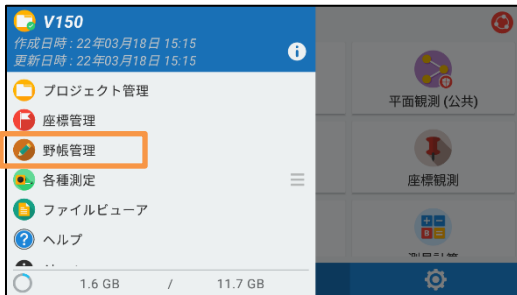 V150
作成日時 : 22年03月18日 15:15
更新日時 : 22年03月18日 15:15
プロジェクト管理
座標管理
野帳管理
各種測定
ファイルビューア
ヘルプ
1.6 GB / 11.7 GB
平面観測 (公共)
座標観測